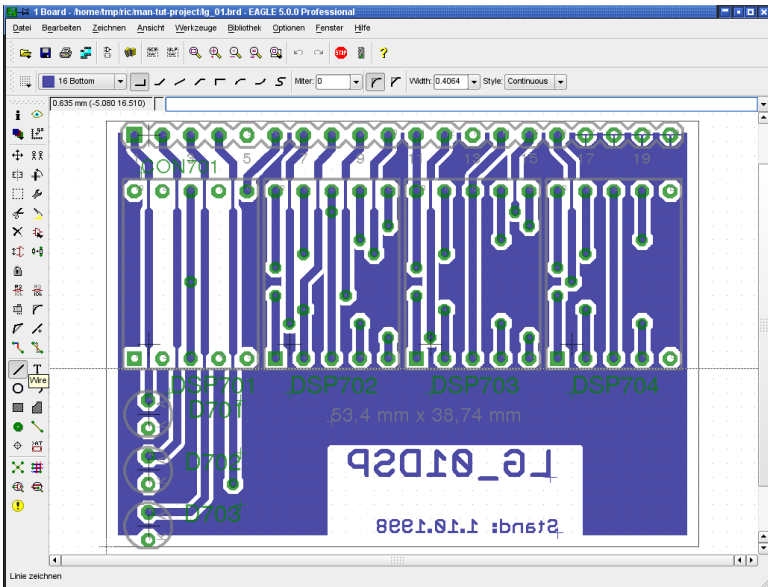 1 Board - /home/tmp/ric/man-tut-project/lg_01.brd - EAGLE 5.0.0 Professional
Datei Bearbeiten Zeichnen Ansicht Werkzeuge Bibliothek Optionen Fenster Hilfe
16 Bottom Miter: 0 Width: 0.4064 Style: Continuous
0.635 mm (-5.080 16.510)
5 7 9 11 13 15 17 19
CON701
Wire
DSP701 DSP702 DSP703 DSP704
D701
53,4 mm x 38,74 mm
D702
LG_01DSP
D703
Stand: 1.10.1998
Linie zeichnen